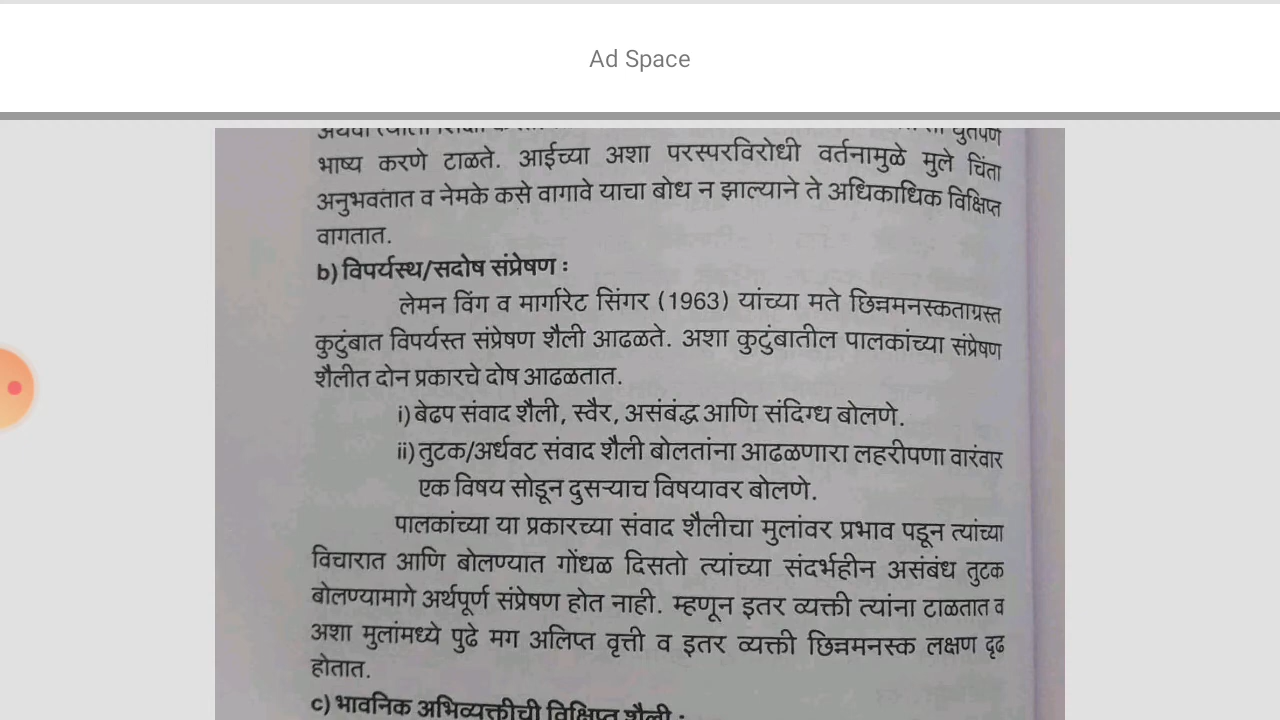 Ad Space
भाष्य करणे टाळते. आईच्या अशा परस्परविरोधी वर्तनामुळे मुले चिंता
अनुभवतात व नेमके कसे वागावे याचा बोध न झाल्याने ते अधिकाधिक विक्षिप्त
वागतात.
b) विपर्यस्थ/सदोष संप्रेषण :
लेमन विंग व मार्गारेट सिंगर (1963) यांच्या मते छिन्नमनस्कताग्रस्त
कुटुंबात विपर्यस्त संप्रेषण शैली आढळते. अशा कुटुंबातील पालकांच्या संप्रेषण
शैलीत दोन प्रकारचे दोष आढळतात.
i) बेढप संवाद शैली, स्वैर, असंबंद्ध आणि संदिग्ध बोलणे.
ii) तुटक/अर्धवट संवाद शैली बोलतांना आढळणारा लहरीपणा वारंवार
एक विषय सोडून दुसऱ्याच विषयावर बोलणे.
पालकांच्या या प्रकारच्या संवाद शैलीचा मुलांवर प्रभाव पडून त्यांच्या
विचारात आणि बोलण्यात गोंधळ दिसतो त्यांच्या संदर्भहीन असंबंध तुटक
बोलण्यामागे अर्थपूर्ण संप्रेषण होत नाही. म्हणून इतर व्यक्ती त्यांना टाळतात व
अशा मुलांमध्ये पुढे मग अलिप्त वृत्ती व इतर व्यक्ती छिन्नमनस्क लक्षण दृढ
होतात.
c) भावनिक अभिव्यक्तीची विक्षिप्त शैली :